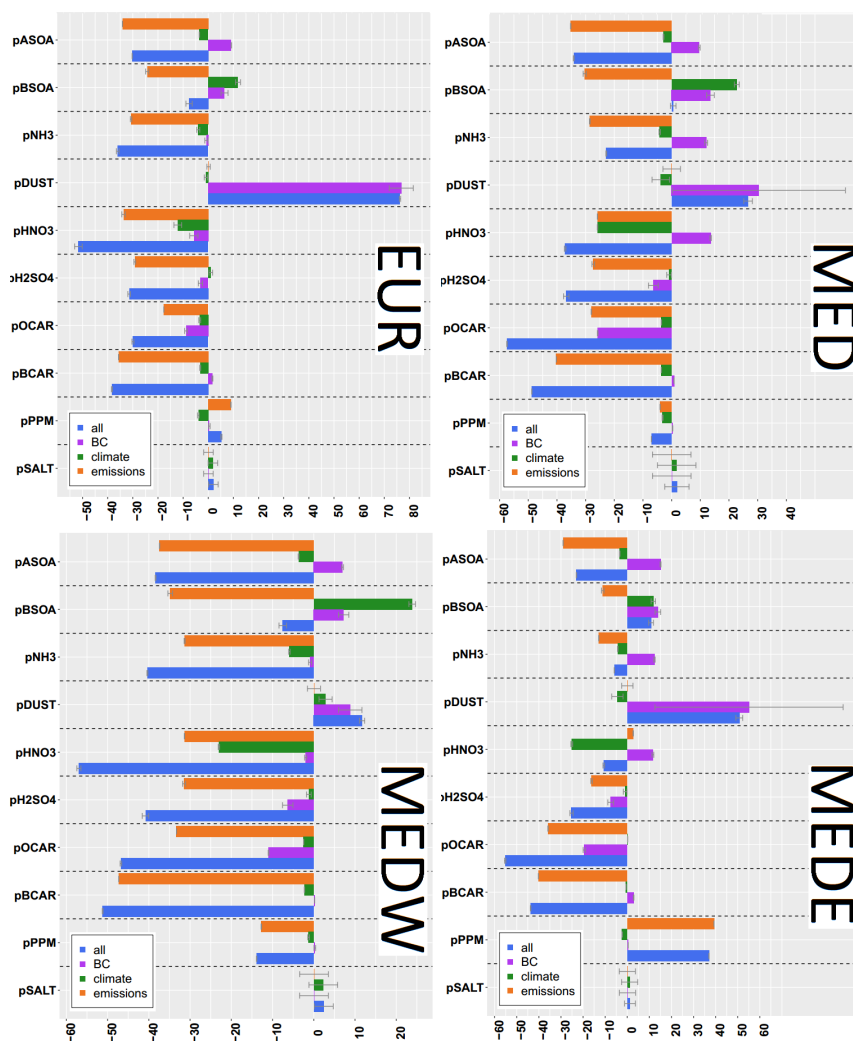 pASOA
pBSOA
pNH3
pDUST
pHNO3
pH2SO4
pOCAR
pBCAR
pPPM
pSALT
EUR
all
BC
climate
emissions
−50
−40
−30
−20
−10
0
10
20
30
40
50
60
70
80
pASOA
pBSOA
pNH3
pDUST
pHNO3
pH2SO4
pOCAR
pBCAR
pPPM
pSALT
MED
all
BC
climate
emissions
−50
−40
−30
−20
−10
0
10
20
30
40
pASOA
pBSOA
pNH3
pDUST
pHNO3
pH2SO4
pOCAR
pBCAR
pPPM
pSALT
MEDW
all
BC
climate
emissions
−60
−50
−40
−30
−20
−10
0
10
20
pASOA
pBSOA
pNH3
pDUST
pHNO3
pH2SO4
pOCAR
pBCAR
pPPM
pSALT
MEDE
all
BC
climate
emissions
−50
−40
−30
−20
−10
0
10
20
30
40
50
60